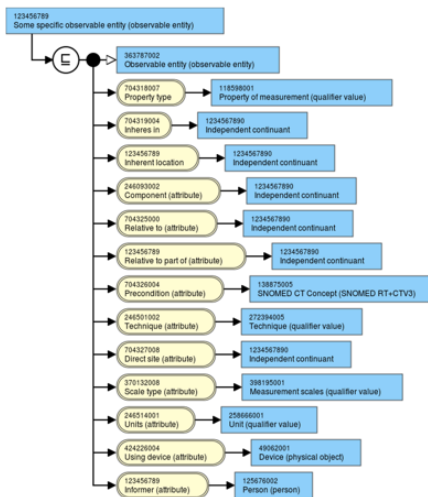 123456789
Some specific observable entity (observable entity)
⊑
363787002
Observable entity (observable entity)
704318007
Property type
118598001
Property of measurement (qualifier value)
704319004
Inheres in
1234567890
Independent continuant
123456789
Inherent location
1234567890
Independent continuant
246093002
Component (attribute)
1234567890
Independent continuant
704325000
Relative to (attribute)
1234567890
Independent continuant
123456789
Relative to part of (attribute)
1234567890
Independent continuant
704326004
Precondition (attribute)
138875005
SNOMED CT Concept (SNOMED RT+CTV3)
246501002
Technique (attribute)
272394005
Technique (qualifier value)
704327008
Direct site (attribute)
1234567890
Independent continuant
370132008
Scale type (attribute)
398195001
Measurement scales (qualifier value)
246514001
Units (attribute)
258666001
Unit (qualifier value)
424226004
Using device (attribute)
49062001
Device (physical object)
123456789
Informer (attribute)
125676002
Person (person)